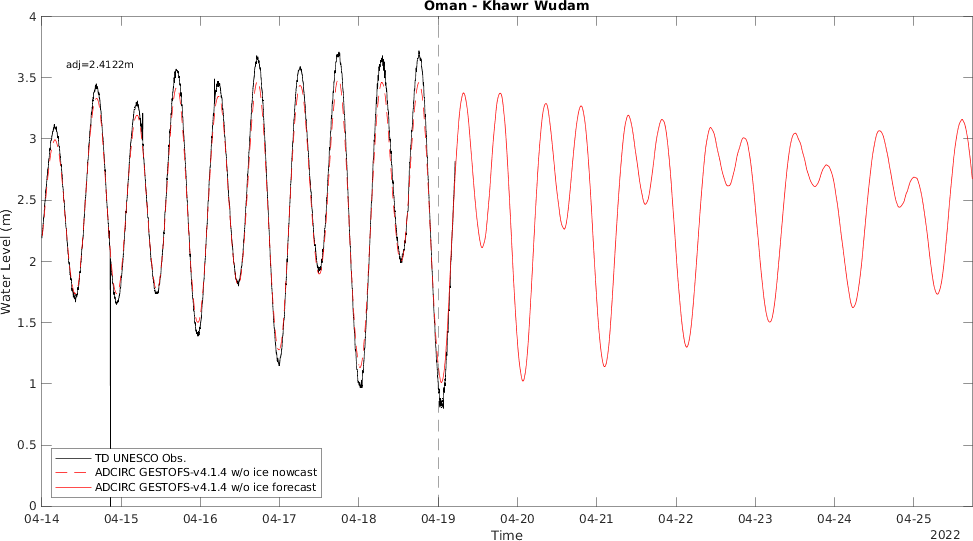 Oman - Khawr Wudam
adj=2.4122m
Water Level (m)
4
3.5
3
2.5
2
1.5
1
0.5
0
TD UNESCO Obs.
ADCIRC GESTOFS-v4.1.4 w/o ice nowcast
ADCIRC GESTOFS-v4.1.4 w/o ice forecast
04-14 04-15 04-16 04-17 04-18 04-19 04-20 04-21 04-22 04-23 04-24 04-25
Time
2022